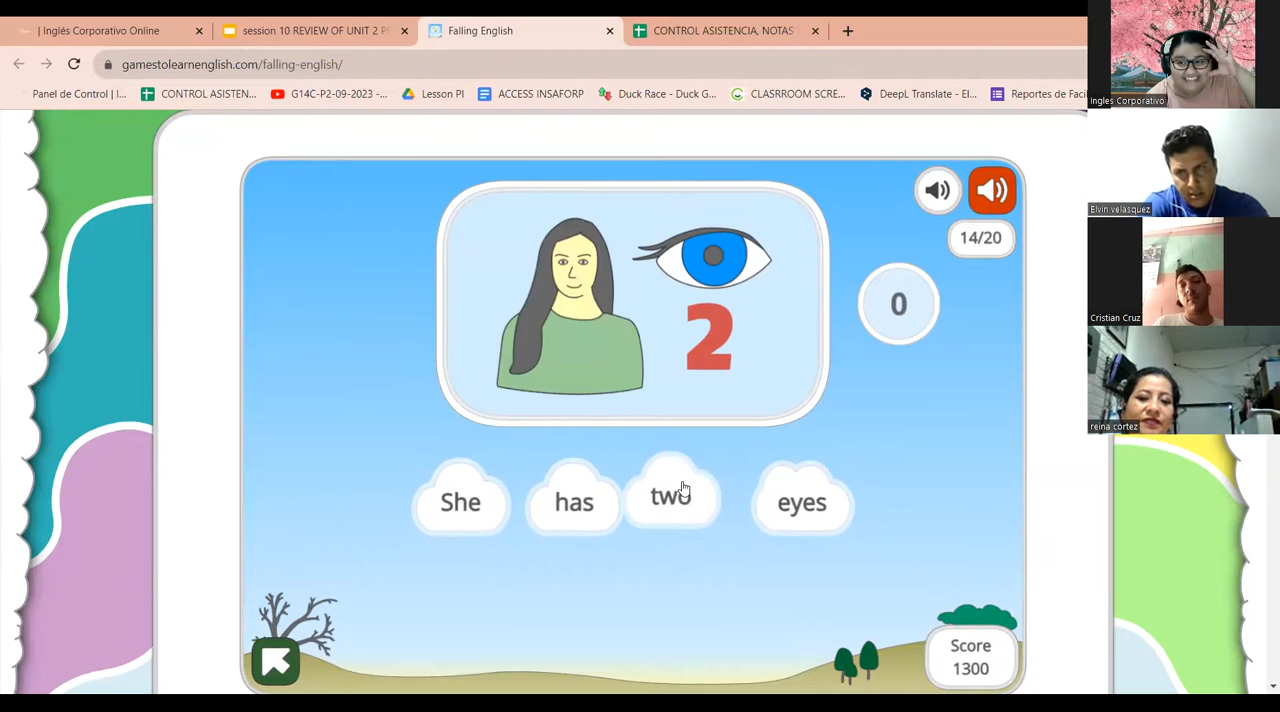 | Inglés Corporativo Online
session 10 REVIEW OF UNIT 2 P
Falling English
CONTROL ASISTENCIA, NOTAS
gamestolearnenglish.com/falling-english/
Panel de Control | I...
CONTROL ASISTEN...
G14C-P2-09-2023 -...
Lesson Pl
ACCESS INSAFORP
Duck Race - Duck G...
CLASRROOM SCRE...
DeepL Translate - El...
Reportes de Facil
Ingles Corporativo
Elvin velasquez
Cristian Cruz
reina cortez
14/20
0
2
She has two eyes
Score
1300